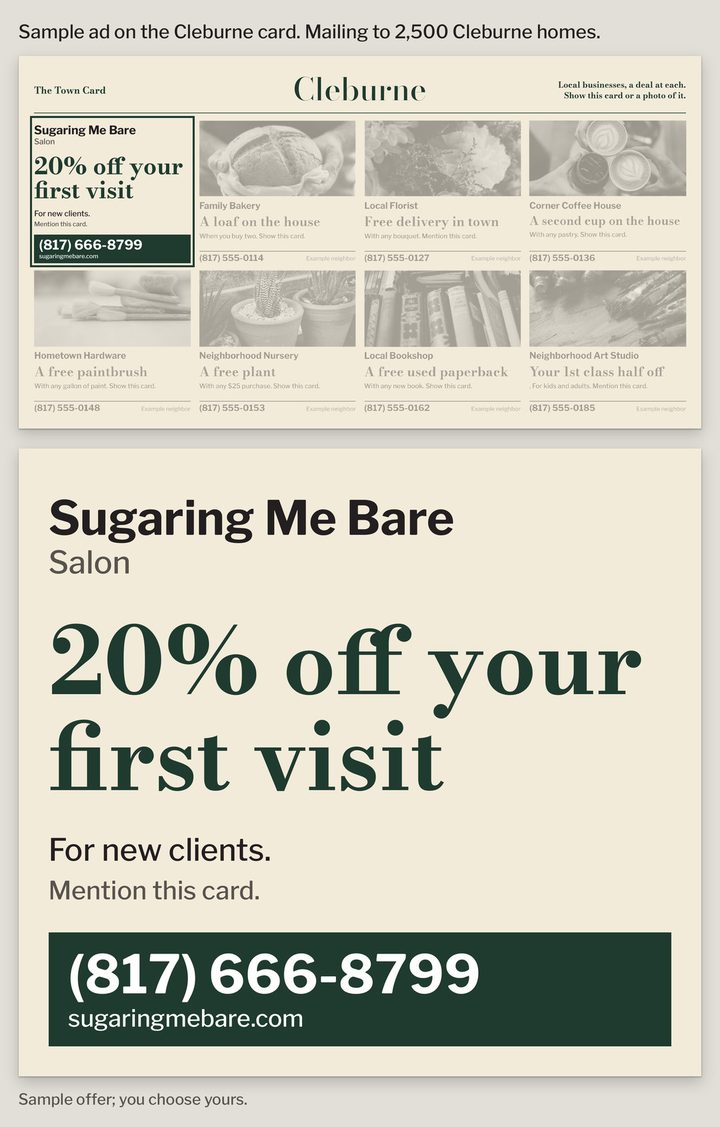 Sample ad on the Cleburne card. Mailing to 2,500 Cleburne homes.
The Town Card
Cleburne
Local businesses, a deal at each.
Show this card or a photo of it.
Sugaring Me Bare
Salon
20% off your
first visit
For new clients.
Mention this card.
(817) 666-8799
sugaringmebare.com
Family Bakery
A loaf on the house
When you buy two. Show this card.
(817) 555-0114
Example neighbor
Local Florist
Free delivery in town
With any bouquet. Mention this card.
(817) 555-0127
Example neighbor
Corner Coffee House
A second cup on the house
With any pastry. Show this card.
(817) 555-0136
Example neighbor
Hometown Hardware
A free paintbrush
With any gallon of paint. Show this card.
(817) 555-0148
Example neighbor
Neighborhood Nursery
A free plant
With any $25 purchase. Show this card.
(817) 555-0153
Example neighbor
Local Bookshop
A free used paperback
With any new book. Show this card.
(817) 555-0162
Example neighbor
Neighborhood Art Studio
Your 1st class half off
For kids and adults. Mention this card.
(817) 555-0185
Example neighbor
Sugaring Me Bare
Salon
20% off your
first visit
For new clients.
Mention this card.
(817) 666-8799
sugaringmebare.com
Sample offer; you choose yours.